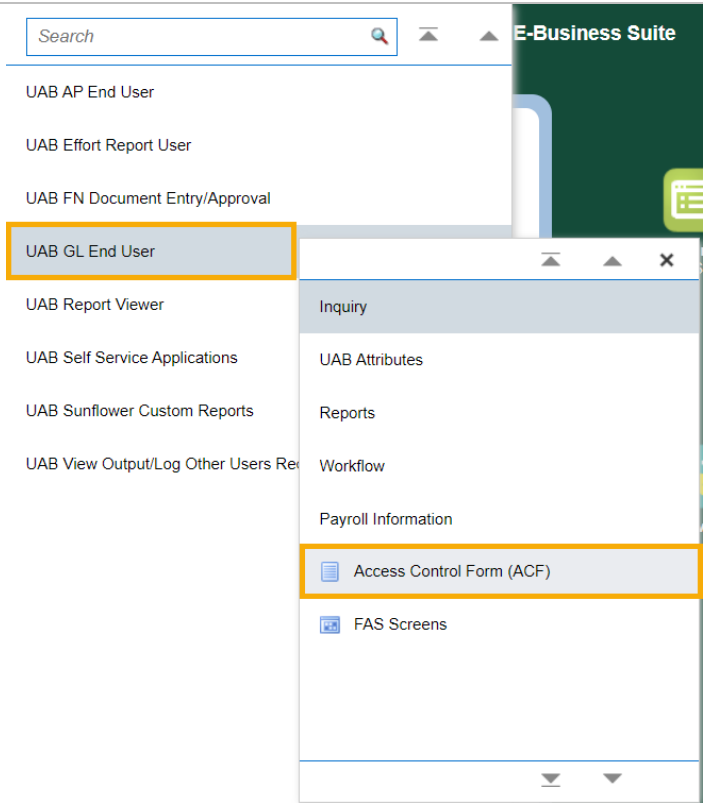 Search
E-Business Suite
UAB AP End User
UAB Effort Report User
UAB FN Document Entry/Approval
UAB GL End User
UAB Report Viewer
UAB Self Service Applications
UAB Sunflower Custom Reports
UAB View Output/Log Other Users
Inquiry
UAB Attributes
Reports
Workflow
Payroll Information
Access Control Form (ACF)
FAS Screens